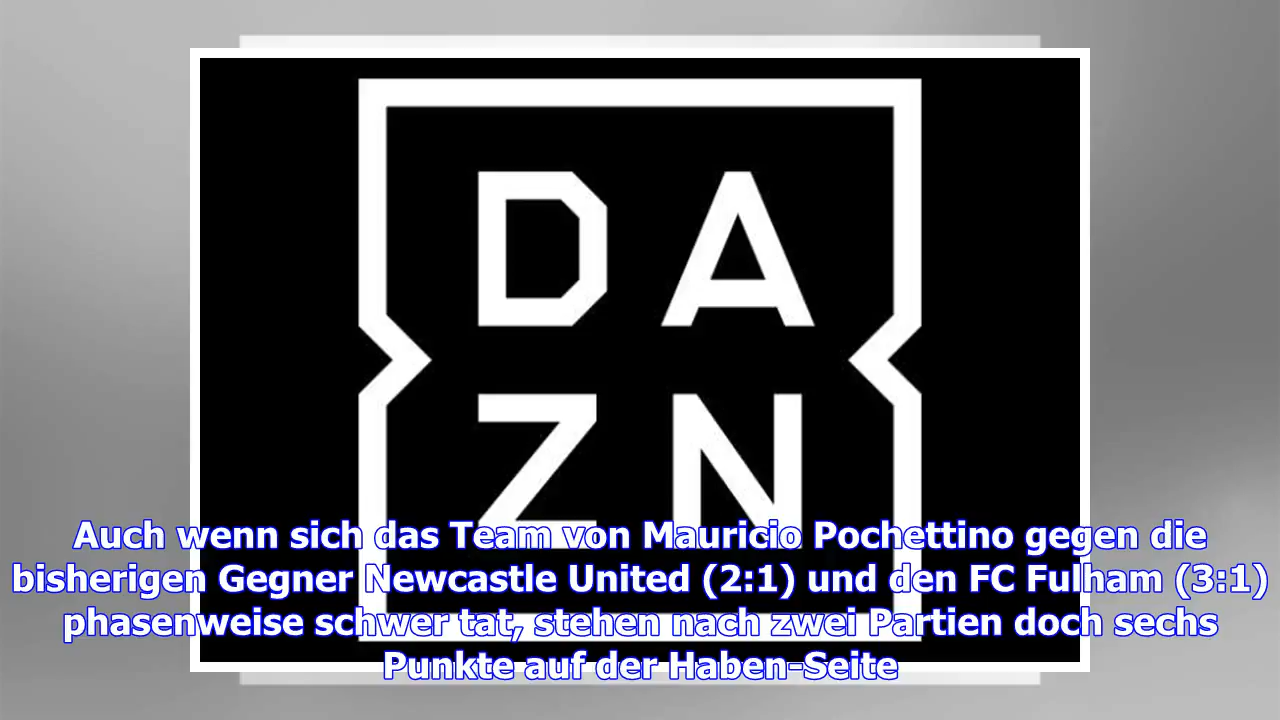 DA
ZN
Auch wenn sich das Team von Mauricio Pochettino gegen die
bisherigen Gegner Newcastle United (2:1) und den FC Fulham (3:1)
phasenweise schwer tat, stehen nach zwei Partien doch sechs
Punkte auf der Haben-Seite